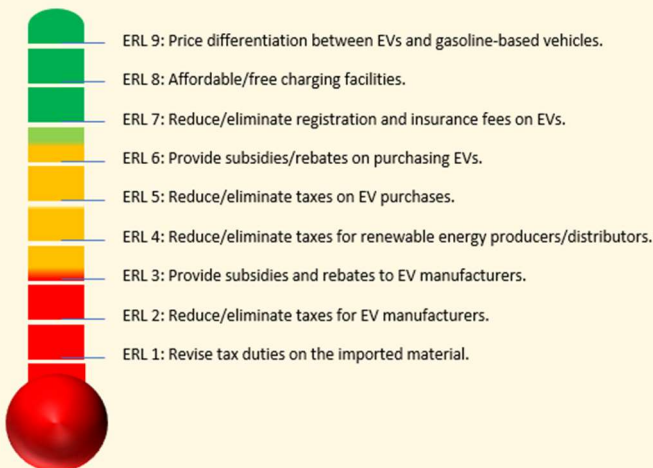 ERL 9: Price differentiation between EVs and gasoline-based vehicles.
ERL 8: Affordable/free charging facilities.
ERL 7: Reduce/eliminate registration and insurance fees on EVs.
ERL 6: Provide subsidies/rebates on purchasing EVs.
ERL 5: Reduce/eliminate taxes on EV purchases.
ERL 4: Reduce/eliminate taxes for renewable energy producers/distributors.
ERL 3: Provide subsidies and rebates to EV manufacturers.
ERL 2: Reduce/eliminate taxes for EV manufacturers.
ERL 1: Revise tax duties on the imported material.